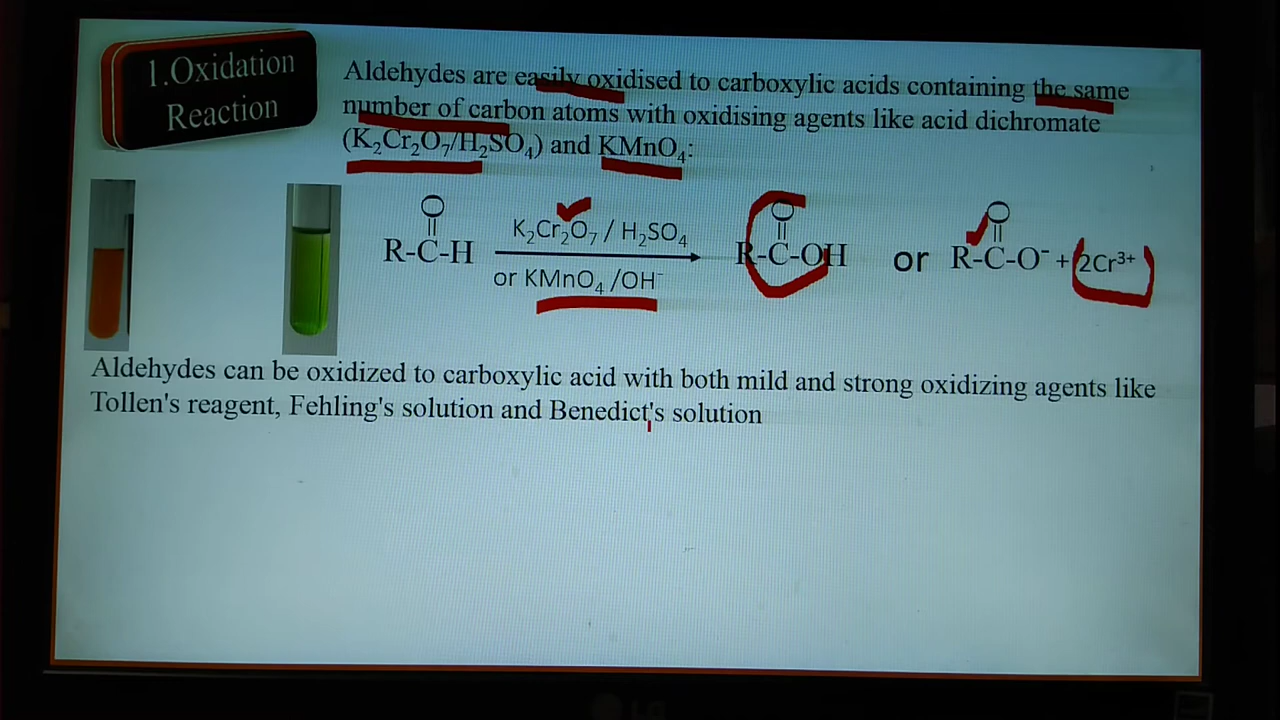 1.Oxidation
Reaction
Aldehydes are easily oxidised to carboxylic acids containing the same
number of carbon atoms with oxidising agents like acid dichromate
(K₂Cr₂O₇/H₂SO₄) and KMnO₄:
O
||
R-C-H
K₂Cr₂O₇ / H₂SO₄
or KMnO₄ /OH⁻
O
||
R-C-OH
or
O
||
R-C-O⁻ + 2Cr³⁺
Aldehydes can be oxidized to carboxylic acid with both mild and strong oxidizing agents like
Tollen's reagent, Fehling's solution and Benedict's solution
LG